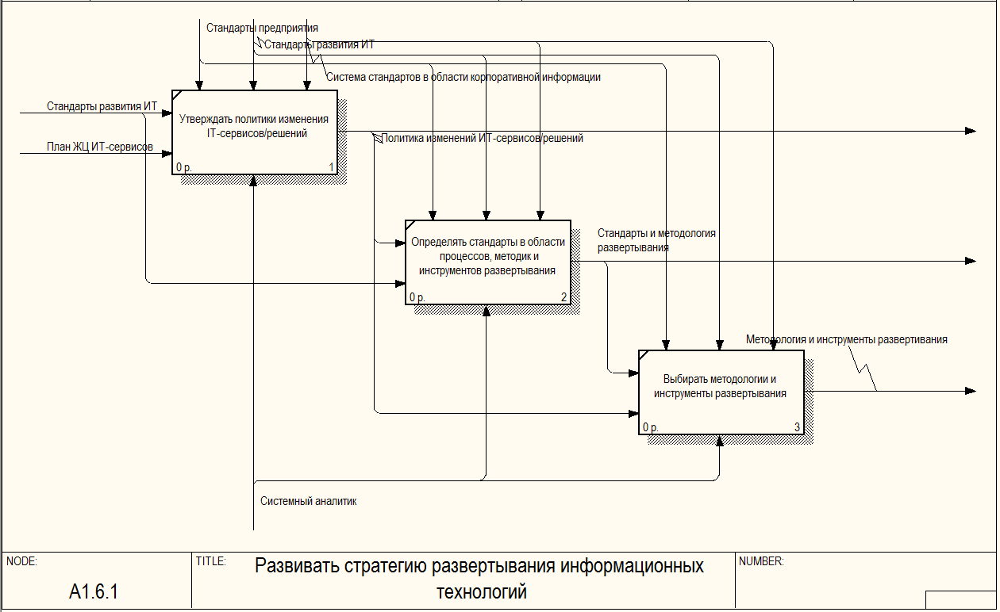 Стандарты предприятия
Стандарты развития ИТ
Система стандартов в области корпоративной информации
Стандарты развития ИТ
План ЖЦ ИТ-сервисов
Утверждать политики изменения
IT-сервисов/решений
0 р.
1
Политика изменений ИТ-сервисов/решений
Определять стандарты в области
процессов, методик и
инструментов развертывания
0 р.
2
Стандарты и методология
развертывания
Методология и инструменты развертивания
Выбирать методологии и
инструменты развертывания
0 р.
3
Системный аналитик
NODE:
A1.6.1
TITLE:
Развивать стратегию развертывания информационных
технологий
NUMBER: